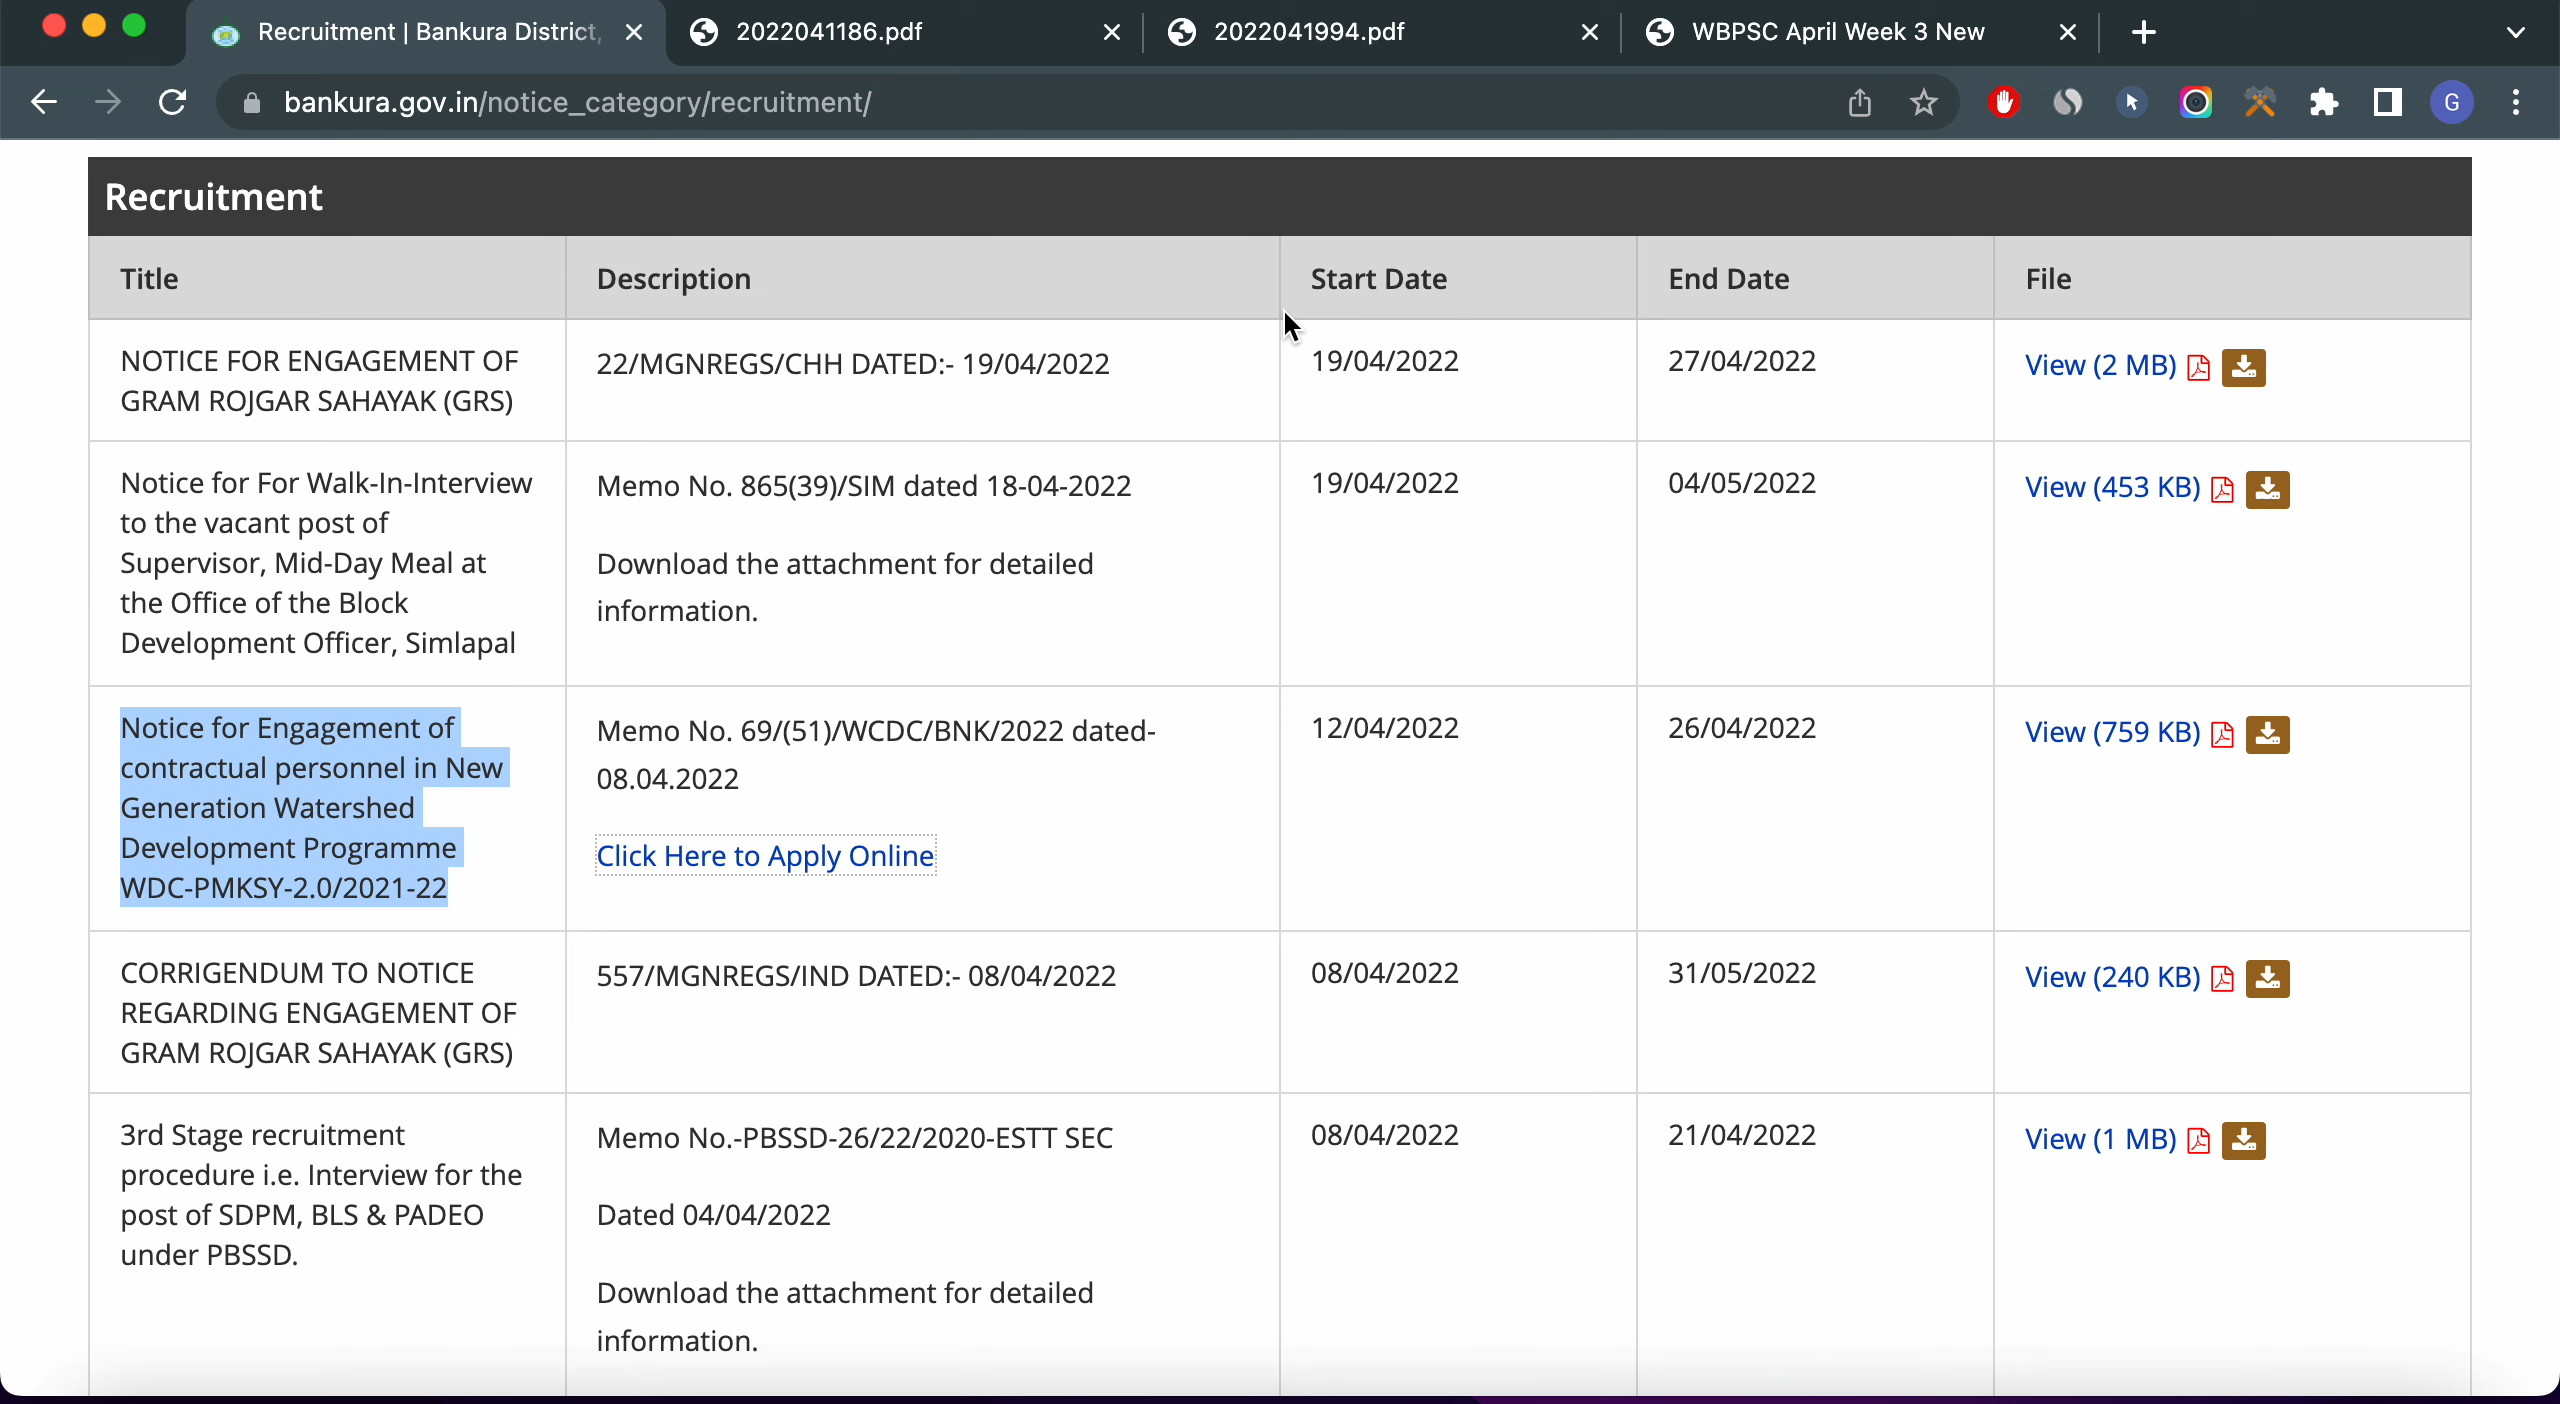 Recruitment | Bankura District,
2022041186.pdf
2022041994.pdf
WBPSC April Week 3 New
bankura.gov.in/notice_category/recruitment/
G
Recruitment
Title
Description
Start Date
End Date
File
NOTICE FOR ENGAGEMENT OF
GRAM ROJGAR SAHAYAK (GRS)
22/MGNREGS/CHH DATED:- 19/04/2022
19/04/2022
27/04/2022
View (2 MB)
Notice for For Walk-In-Interview
to the vacant post of
Supervisor, Mid-Day Meal at
the Office of the Block
Development Officer, Simlapal
Memo No. 865(39)/SIM dated 18-04-2022
Download the attachment for detailed
information.
19/04/2022
04/05/2022
View (453 KB)
Notice for Engagement of
contractual personnel in New
Generation Watershed
Development Programme
WDC-PMKSY-2.0/2021-22
Memo No. 69/(51)/WCDC/BNK/2022 dated-
08.04.2022
Click Here to Apply Online
12/04/2022
26/04/2022
View (759 KB)
CORRIGENDUM TO NOTICE
REGARDING ENGAGEMENT OF
GRAM ROJGAR SAHAYAK (GRS)
557/MGNREGS/IND DATED:- 08/04/2022
08/04/2022
31/05/2022
View (240 KB)
3rd Stage recruitment
procedure i.e. Interview for the
post of SDPM, BLS & PADEO
under PBSSD.
Memo No.-PBSSD-26/22/2020-ESTT SEC
Dated 04/04/2022
Download the attachment for detailed
information.
08/04/2022
21/04/2022
View (1 MB)